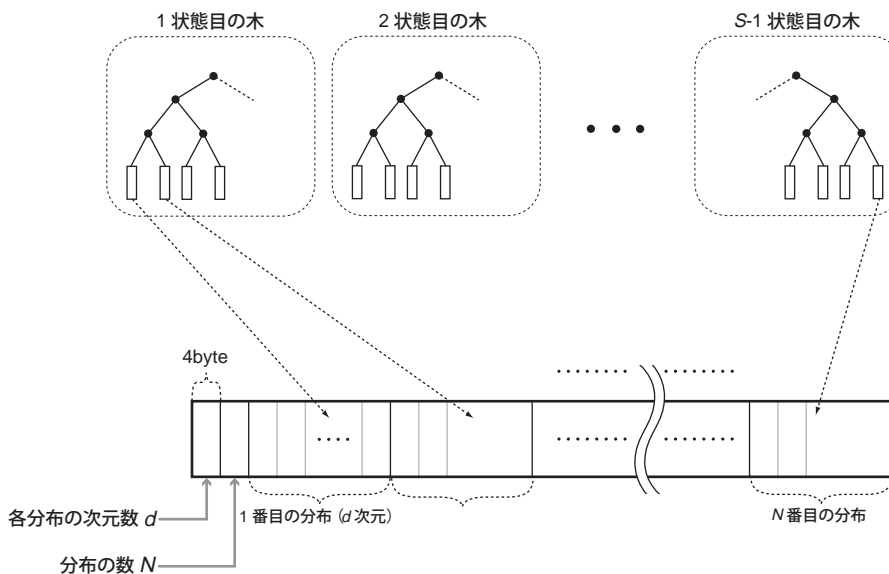 1 状態目の木
2 状態目の木
S-1 状態目の木
4byte
各分布の次元数 d
1 番目の分布 (d 次元)
N 番目の分布
分布の数 N